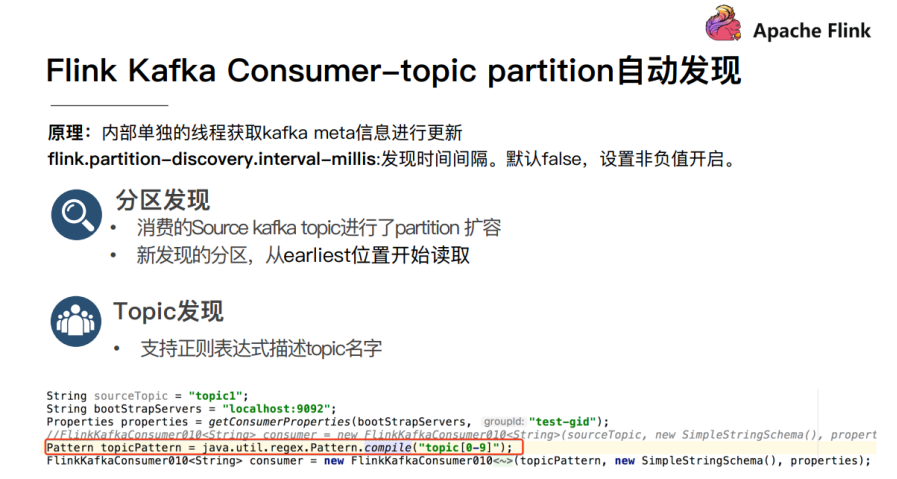 Apache Flink
Flink Kafka Consumer-topic partition自动发现
原理：内部单独的线程获取kafka meta信息进行更新
flink.partition-discovery.interval-millis:发现时间间隔。默认false，设置非负值开启。
分区发现
• 消费的Source kafka topic进行了partition 扩容
• 新发现的分区，从earliest位置开始读取
Topic发现
• 支持正则表达式描述topic名字
String sourceTopic = "topic1";
String bootStrapServers = "localhost:9092";
Properties properties = getConsumerProperties(bootStrapServers, groupId: "test-gid");
//FlinkKafkaConsumer010<String> consumer = new FlinkKafkaConsumer010<String>(sourceTopic, new SimpleStringSchema(), propert
Pattern topicPattern = java.util.regex.Pattern.compile("topic[0-9]");
FlinkKafkaConsumer010<String> consumer = new FlinkKafkaConsumer010<~>(topicPattern, new SimpleStringSchema(), properties);